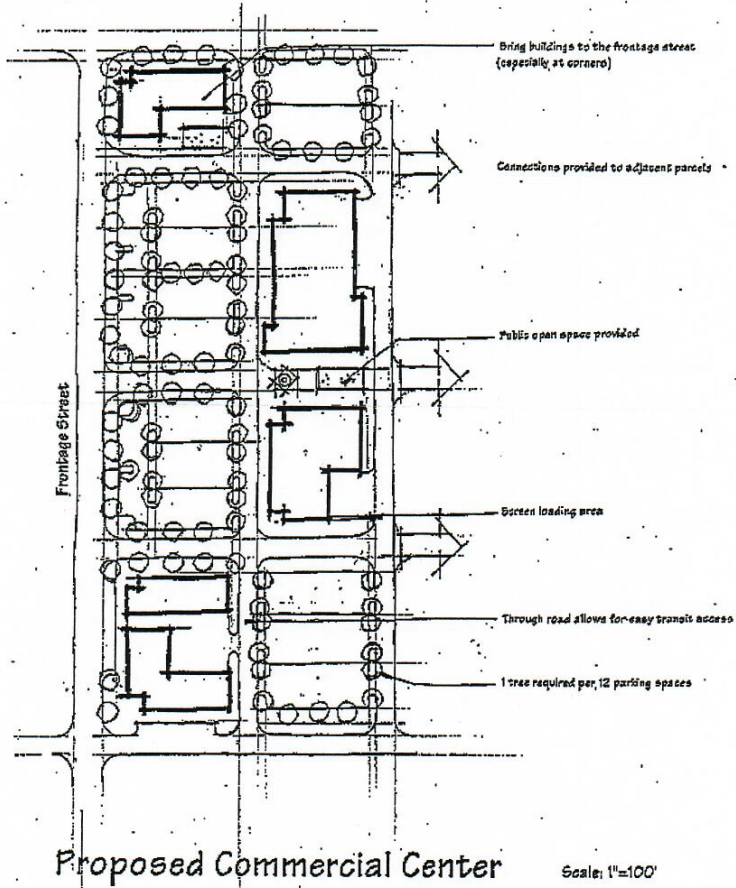 Bring buildings to the frontage street
(especially at corners)
Connections provided to adjacent parcels
Public open space provided
Frontage Street
Screen loading area
Through road allows for easy transit access
1 tree required per 12 parking spaces
Proposed Commercial Center
Scale: 1"=100'